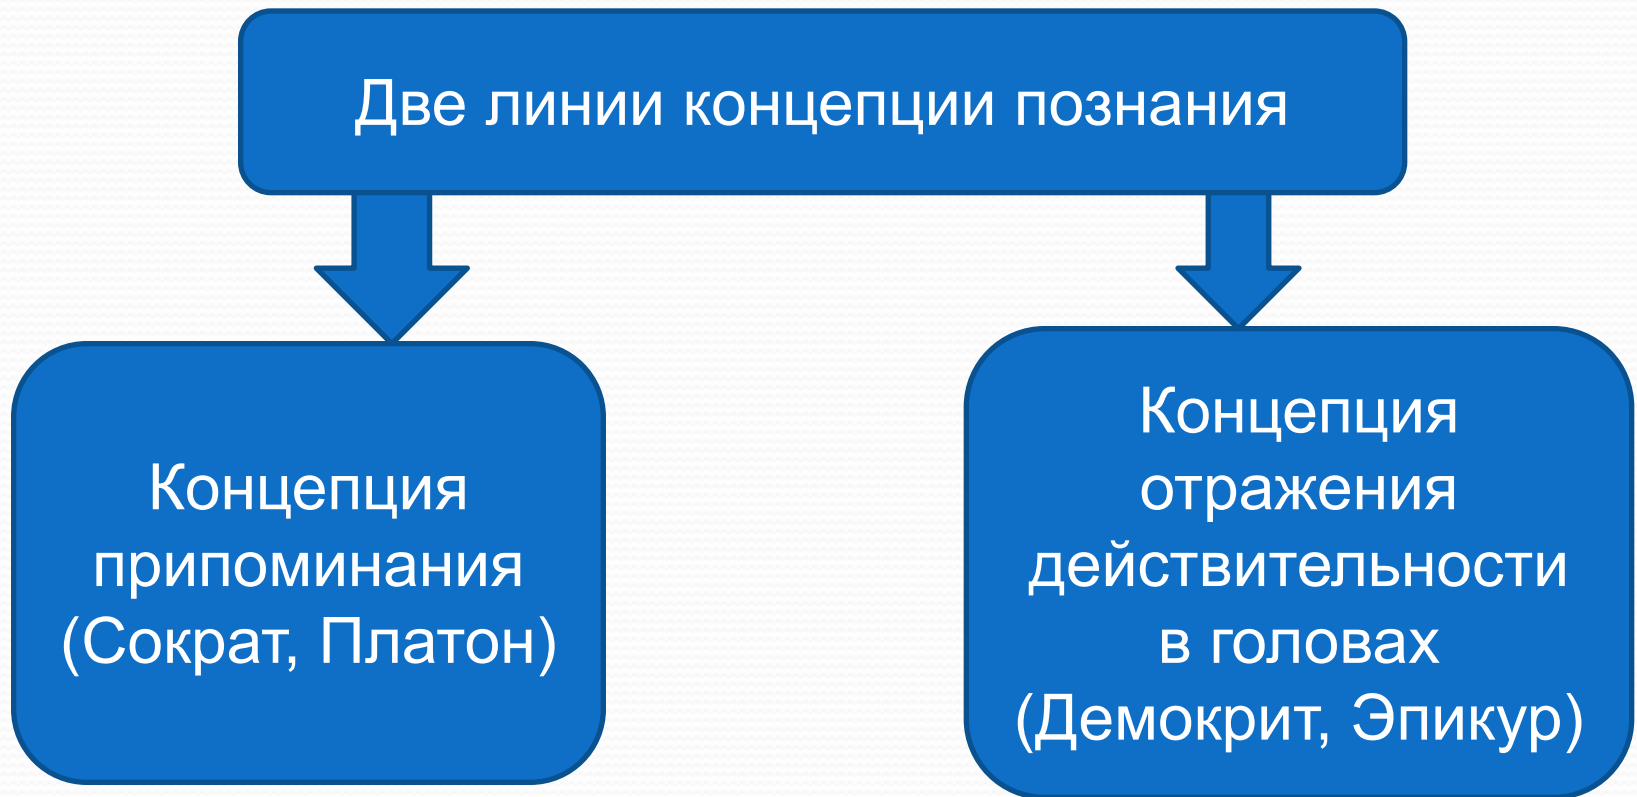 Две линии концепции познания
Концепция
припоминания
(Сократ, Платон)
Концепция
отражения
действительности
в головах
(Демокрит, Эпикур)